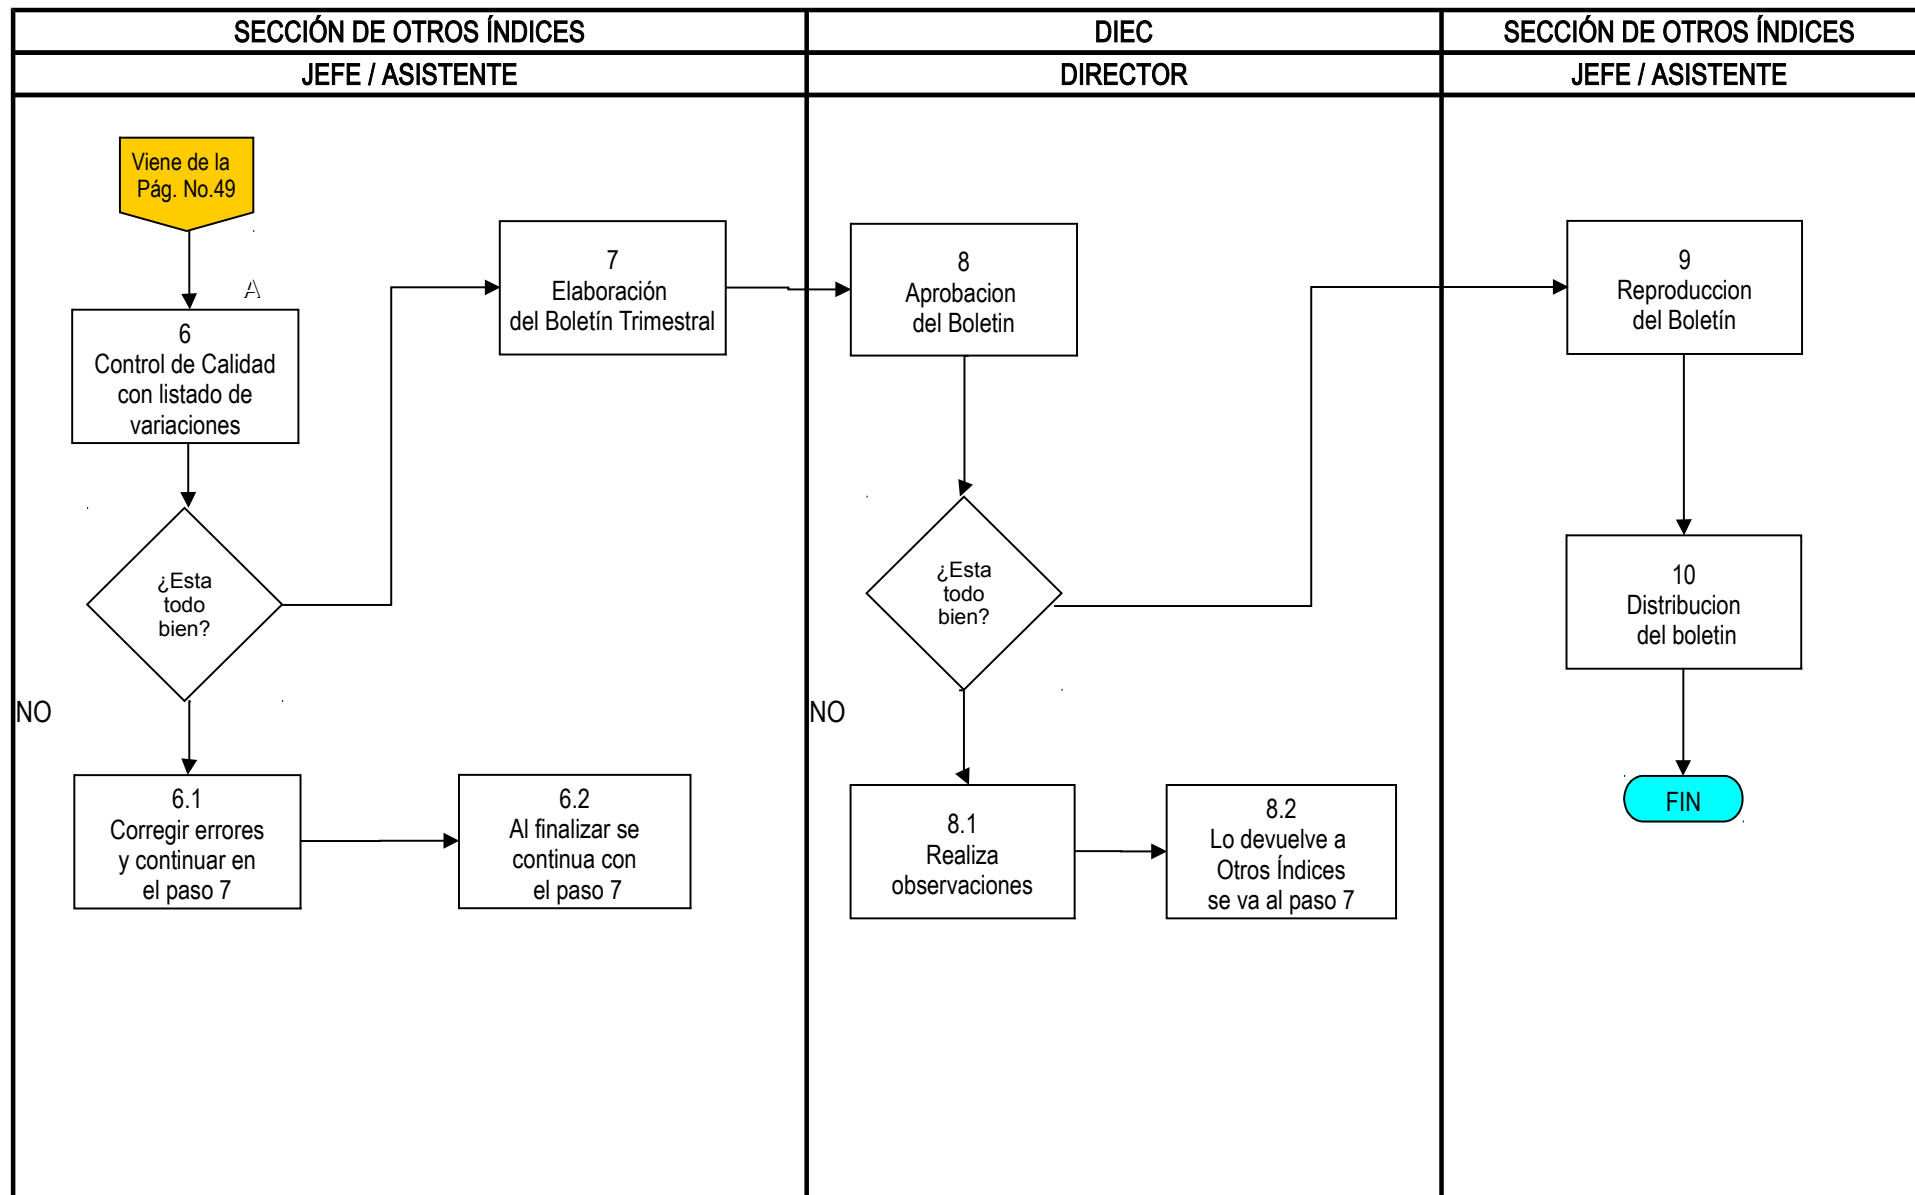 SECCIÓN DE OTROS ÍNDICES
DIEC
SECCIÓN DE OTROS ÍNDICES
JEFE / ASISTENTE
DIRECTOR
JEFE / ASISTENTE
Viene de la
Pág. No.49
A
6
Control de Calidad
con listado de
variaciones
¿Esta
todo
bien?
NO
6.1
Corregir errores
y continuar en
el paso 7
6.2
Al finalizar se
continua con
el paso 7
7
Elaboración
del Boletín Trimestral
8
Aprobacion
del Boletin
¿Esta
todo
bien?
NO
8.1
Realiza
observaciones
8.2
Lo devuelve a
Otros Índices
se va al paso 7
9
Reproduccion
del Boletín
10
Distribucion
del boletin
FIN